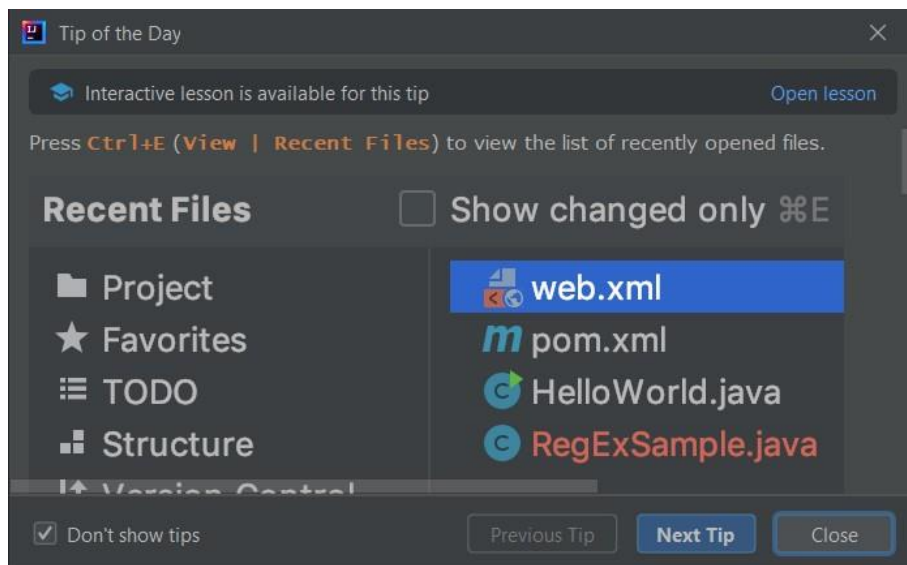 Tip of the Day
Interactive lesson is available for this tip Open lesson
Press Ctrl+E (View | Recent Files) to view the list of recently opened files.
Recent Files Show changed only ⌘E
Project web.xml
Favorites pom.xml
TODO HelloWorld.java
Structure RegExSample.java
Version Control
Don't show tips Previous Tip Next Tip Close